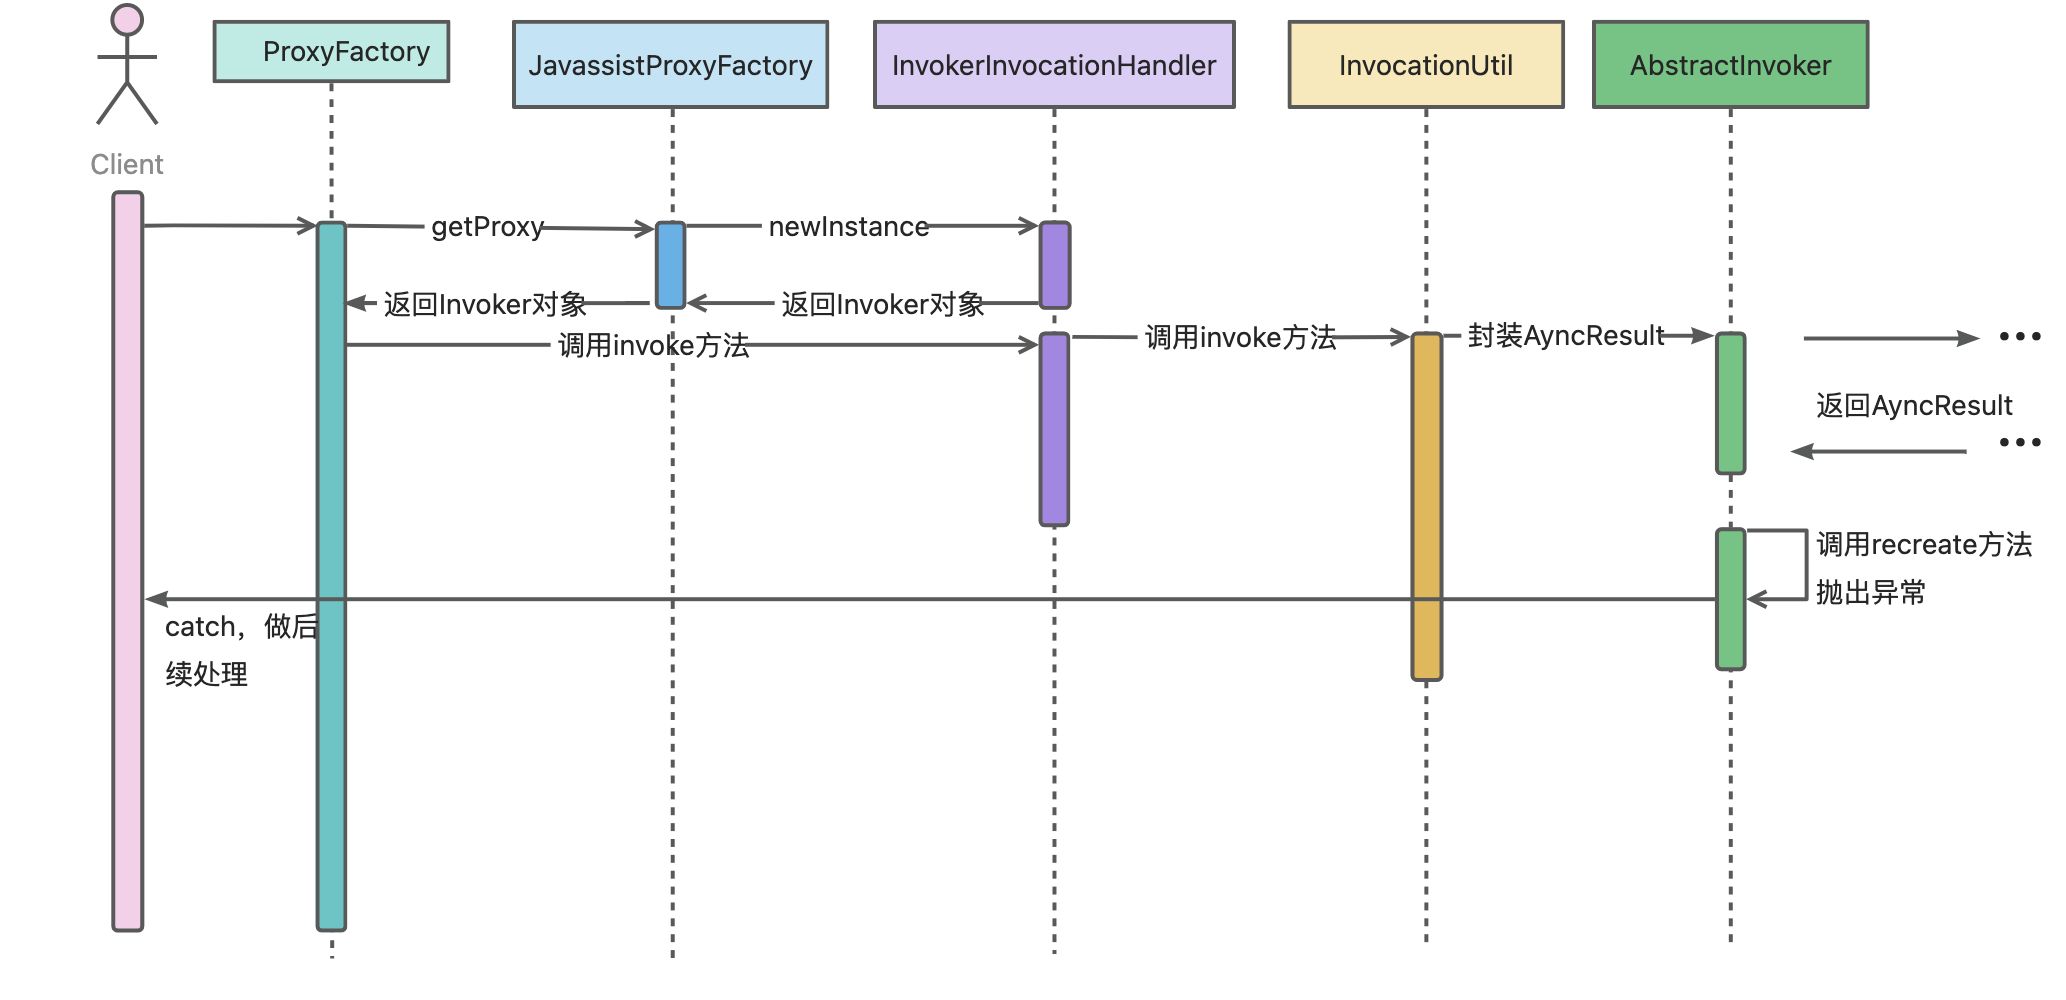 ProxyFactory
JavassistProxyFactory
InvokerInvocationHandler
InvocationUtil
AbstractInvoker
Client
getProxy
newInstance
返回Invoker对象
返回Invoker对象
调用invoke方法
调用invoke方法
封装AyncResult
•••
返回AyncResult
•••
调用recreate方法
抛出异常
catch，做后
续处理